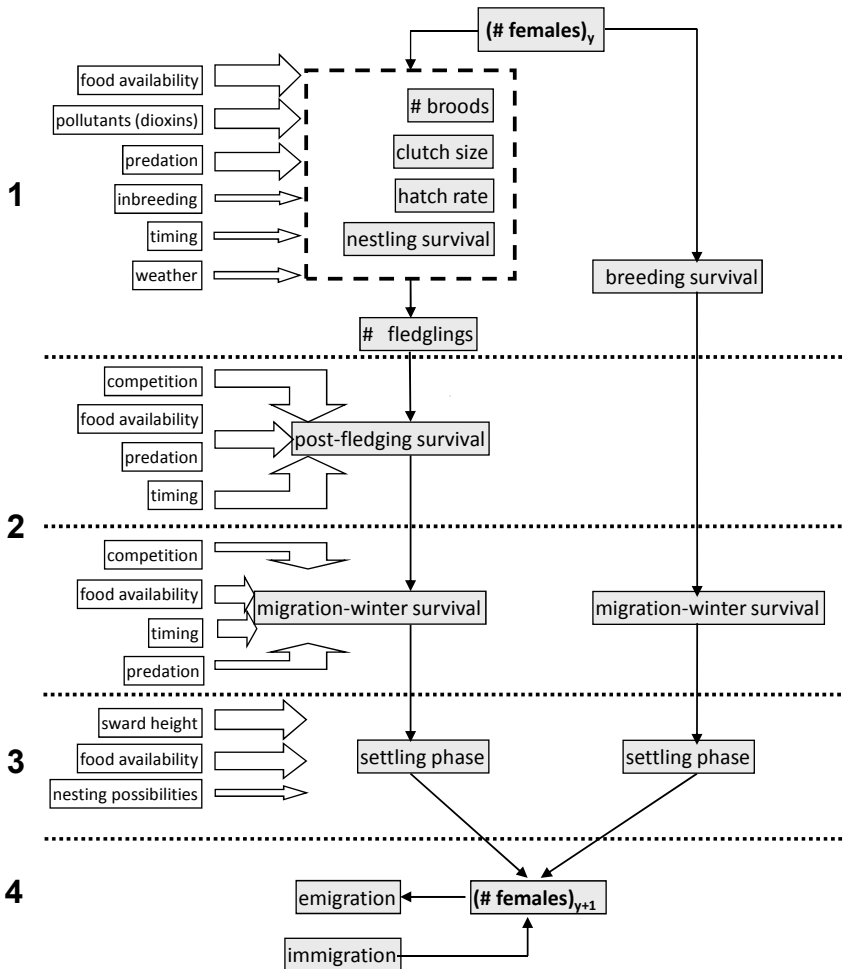 (# females)y
food availability
pollutants (dioxins)
predation
inbreeding
timing
weather
# broods
clutch size
hatch rate
nestling survival
1
breeding survival
# fledglings
competition
food availability
predation
timing
post-fledging survival
2
competition
food availability
timing
predation
migration-winter survival
migration-winter survival
sward height
food availability
nesting possibilities
3
settling phase
settling phase
4
emigration
(# females)y+1
immigration